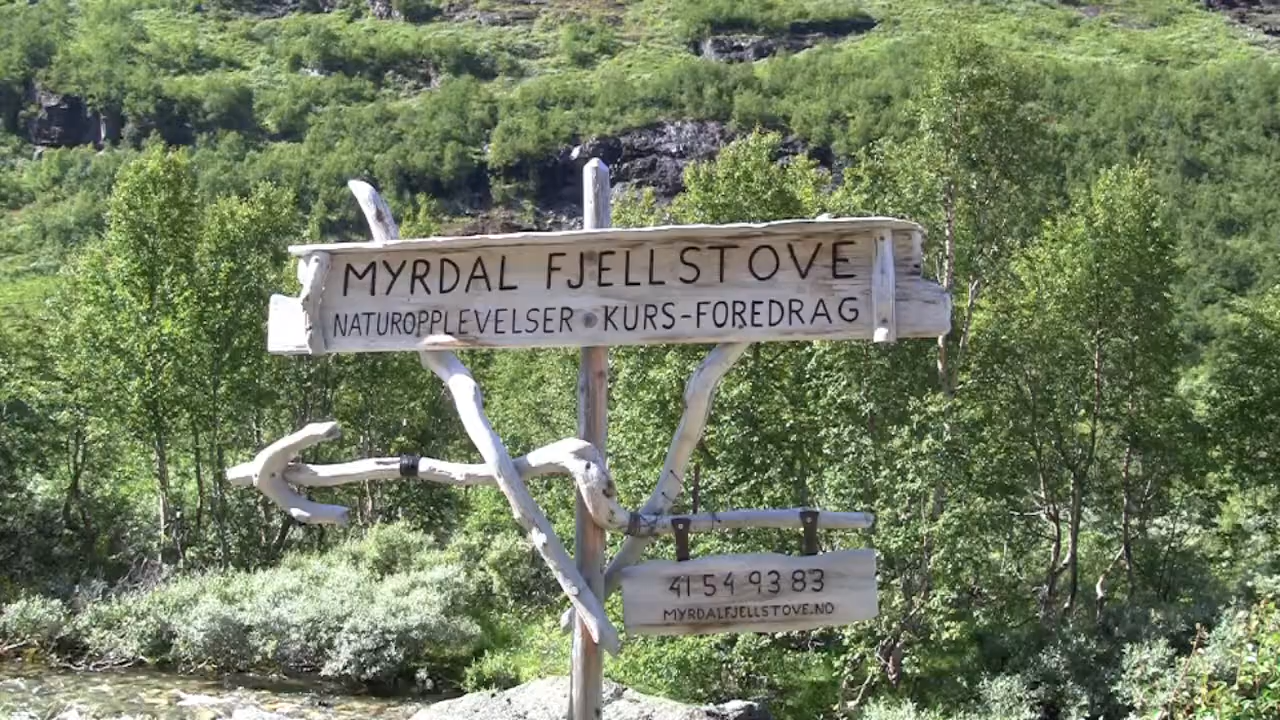 MYRDAL FJELLSTOVE
NATUROPPLEVELSER • KURS-FOREDRAG
41 54 93 83
MYRDALFJELLSTOVE.NO